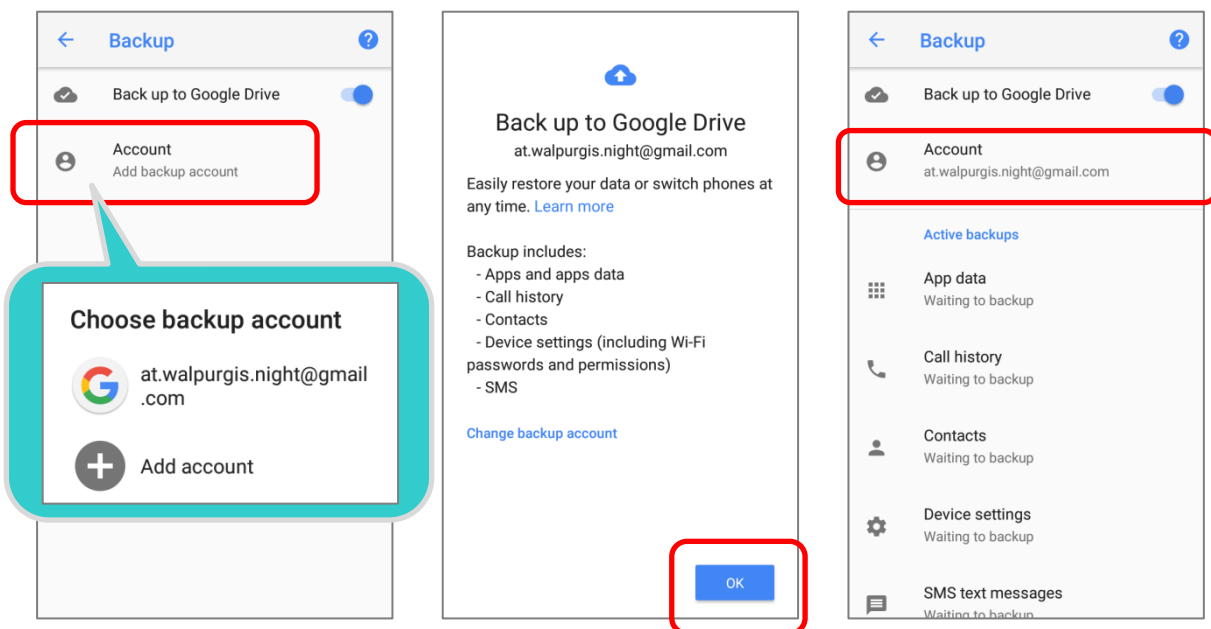 Backup
?
Back up to Google Drive
Account
Add backup account
Choose backup account
at.walpurgis.night@gmail
.com
Add account
Back up to Google Drive
at.walpurgis.night@gmail.com
Easily restore your data or switch phones at
any time. Learn more
Backup includes:
- Apps and apps data
- Call history
- Contacts
- Device settings (including Wi-Fi
passwords and permissions)
- SMS
Change backup account
OK
Backup
?
Back up to Google Drive
Account
at.walpurgis.night@gmail.com
Active backups
App data
Waiting to backup
Call history
Waiting to backup
Contacts
Waiting to backup
Device settings
Waiting to backup
SMS text messages
Waiting to backup